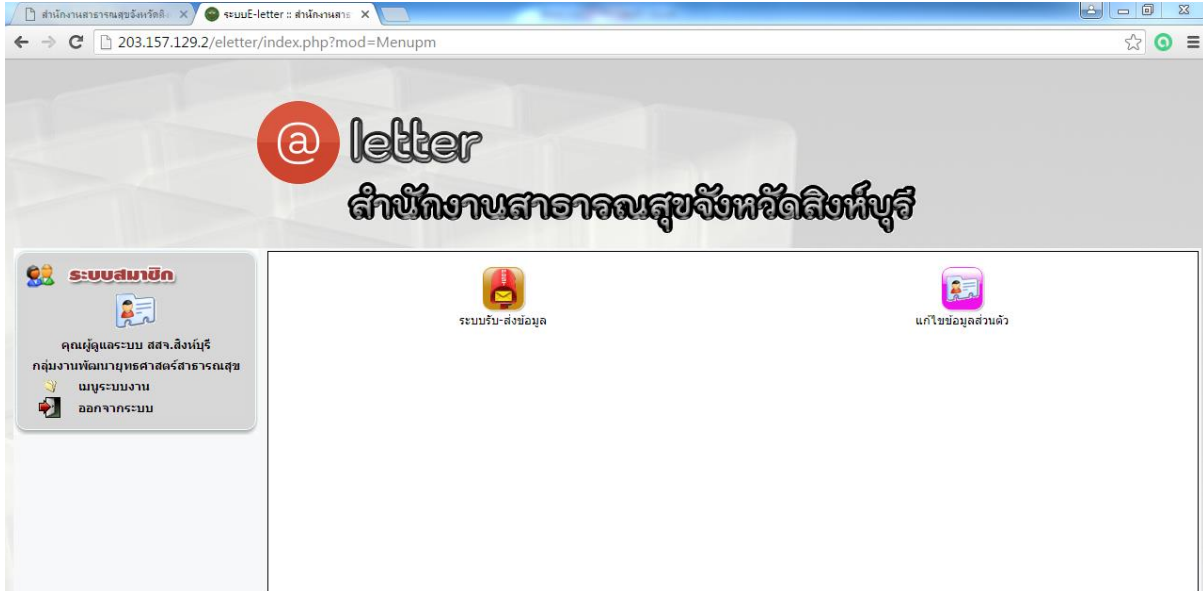 สำนักงานสาธารณสุขจังหวัดสิ
ระบบE-letter :: สำนักงานสาธ
203.157.129.2/eletter/index.php?mod=Menupm
@ letter
สำนักงานสาธารณสุขจังหวัดสิงห์บุรี
ระบบสมาชิก
คุณผู้ดูแลระบบ สสจ.สิงห์บุรี
กลุ่มงานพัฒนายุทธศาสตร์สาธารณสุข
เมนูระบบงาน
ออกจากระบบ
ระบบรับ-ส่งข้อมูล
แก้ไขข้อมูลส่วนตัว